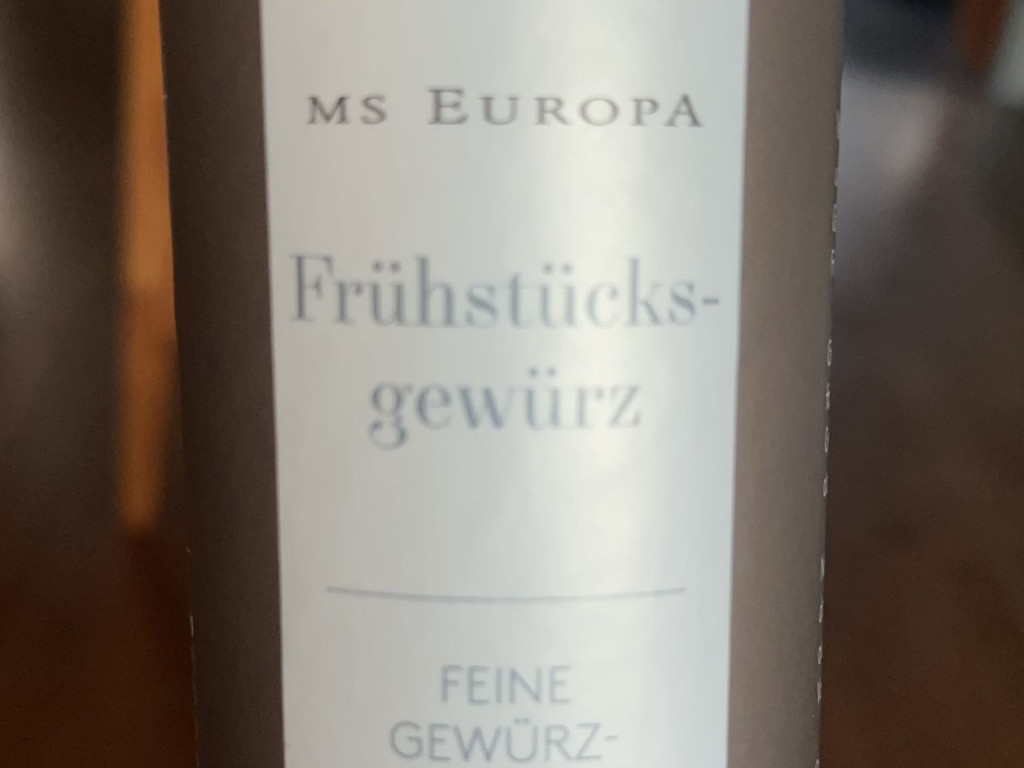 MS EUROPA
Frühstücks-
gewürz
FEINE
GEWÜRZ-